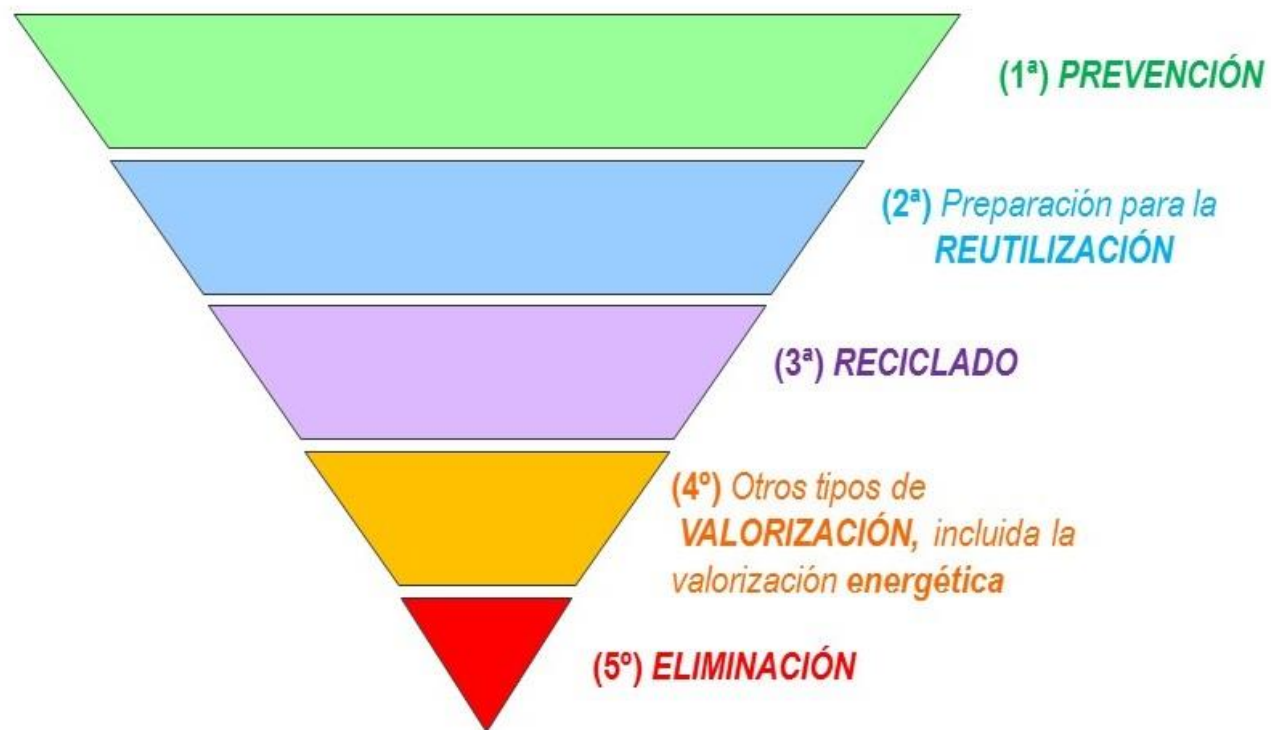 (1ª) PREVENCIÓN
(2ª) Preparación para la
REUTILIZACIÓN
(3ª) RECICLADO
(4º) Otros tipos de
VALORIZACIÓN, incluida la
valorización energética
(5º) ELIMINACIÓN